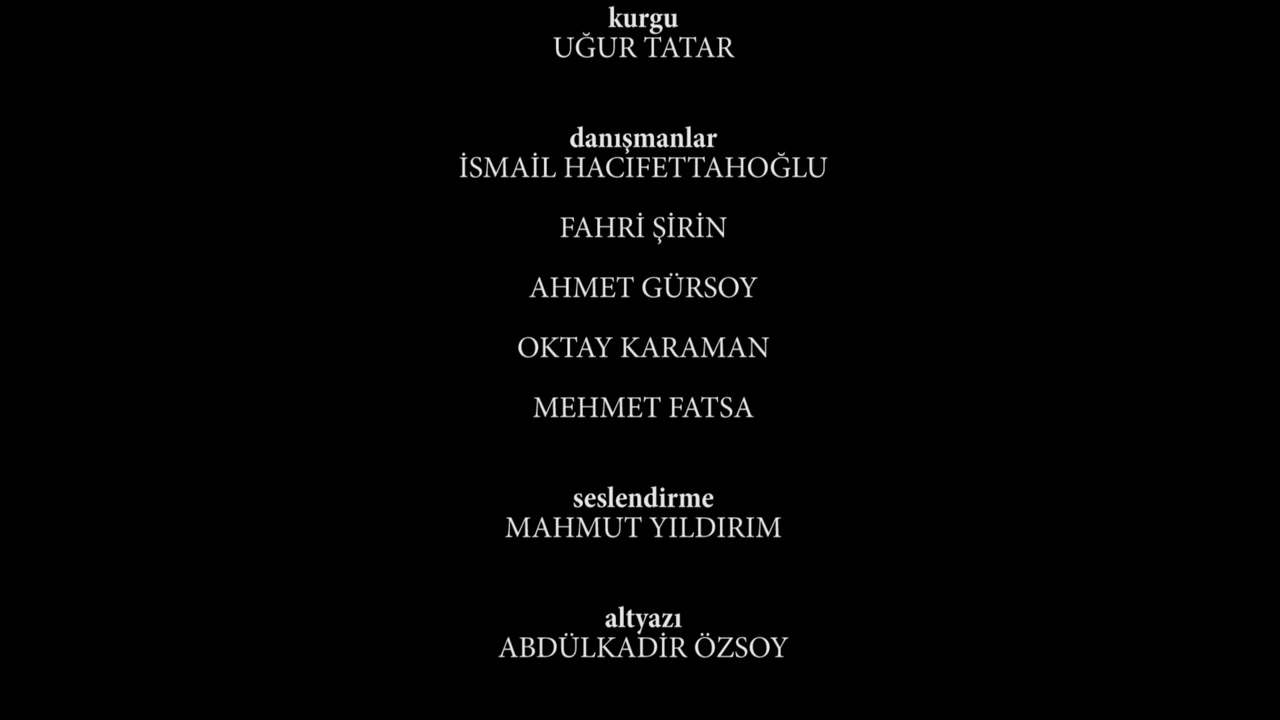 kurgu
UĞUR TATAR
danışmanlar
İSMAİL HACIFETTAHOĞLU
FAHRİ ŞİRİN
AHMET GÜRSOY
OKTAY KARAMAN
MEHMET FATSA
seslendirme
MAHMUT YILDIRIM
altyazı
ABDÜLKADİR ÖZSOY